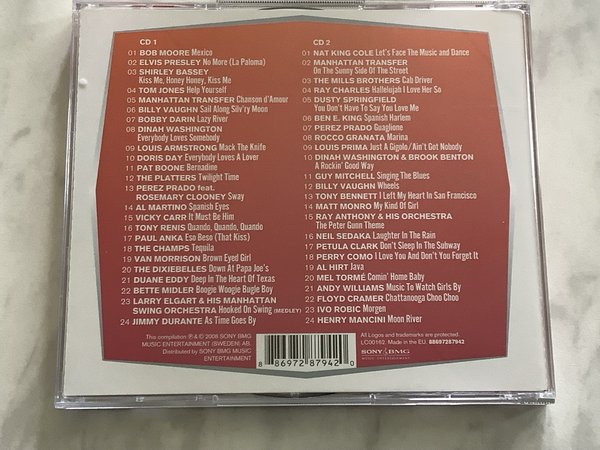 CD 1
01 BOB MOORE Mexico
02 ELVIS PRESLEY No More (La Paloma)
03 SHIRLEY BASSEY
Kiss Me, Honey Honey, Kiss Me
04 TOM JONES Help Yourself
05 MANHATTAN TRANSFER Chanson d'Amour
06 BILLY VAUGHN Sail Along Silv'ry Moon
07 BOBBY DARIN Lazy River
08 DINAH WASHINGTON
Everybody Loves Somebody
09 LOUIS ARMSTRONG Mack The Knife
10 DORIS DAY Everybody Loves A Lover
11 PAT BOONE Bernadine
12 THE PLATTERS Twilight Time
13 PEREZ PRADO feat.
ROSEMARY CLOONEY Sway
14 AL MARTINO Spanish Eyes
15 VICKY CARR It Must Be Him
16 TONY RENIS Quando, Quando, Quando
17 PAUL ANKA Eso Beso (That Kiss)
18 THE CHAMPS Tequila
19 VAN MORRISON Brown Eyed Girl
20 THE DIXIEBELLES Down At Papa Joe's
21 DUANE EDDY Deep In The Heart Of Texas
22 BETTE MIDLER Boogie Woogie Bugle Boy
23 LARRY ELGART & HIS MANHATTAN
SWING ORCHESTRA Hooked On Swing (MEDLEY)
24 JIMMY DURANTE As Time Goes By
CD 2
01 NAT KING COLE Let's Face The Music and Dance
02 MANHATTAN TRANSFER
On The Sonny Side Of The Street
03 THE MILLS BROTHERS Cab Driver
04 RAY CHARLES Hallelujah I Love Her So
05 DUSTY SPRINGFIELD
You Don't Have To Say You Love Me
06 BEN E. KING Spanish Harlem
07 PEREZ PRADO Guaglione
08 ROCCO GRANATA Marina
09 LOUIS PRIMA Just A Gigolo/Ain't Got Nobody
10 DINAH WASHINGTON & BROOK BENTON
A Rockin' Good Way
11 GUY MITCHELL Singing The Blues
12 BILLY VAUGHN Wheels
13 TONY BENNETT I Left My Heart In San Francisco
14 MATT MONRO My Kind Of Girl
15 RAY ANTHONY & HIS ORCHESTRA
The Peter Gunn Theme
16 NEIL SEDAKA Laughter In The Rain
17 PETULA CLARK Don't Sleep In The Subway
18 PERRY COMO I Love You And Don't You Forget It
19 AL HIRT Java
20 MEL TORMÉ Comin' Home Baby
21 ANDY WILLIAMS Music To Watch Girls By
22 FLOYD CRAMER Chattanooga Choo Choo
23 IVO ROBIC Morgen
24 HENRY MANCINI Moon River
This compilation ℗ & © 2008 SONY BMG
MUSIC ENTERTAINMENT (SWEDEN) AB.
Distributed by SONY BMG MUSIC
ENTERTAINMENT
8 86972 87942 0
All Logos and trademarks are protected.
LC00162, Made in the EU. 88697287942
SONY BMG
MUSIC ENTERTAINMENT